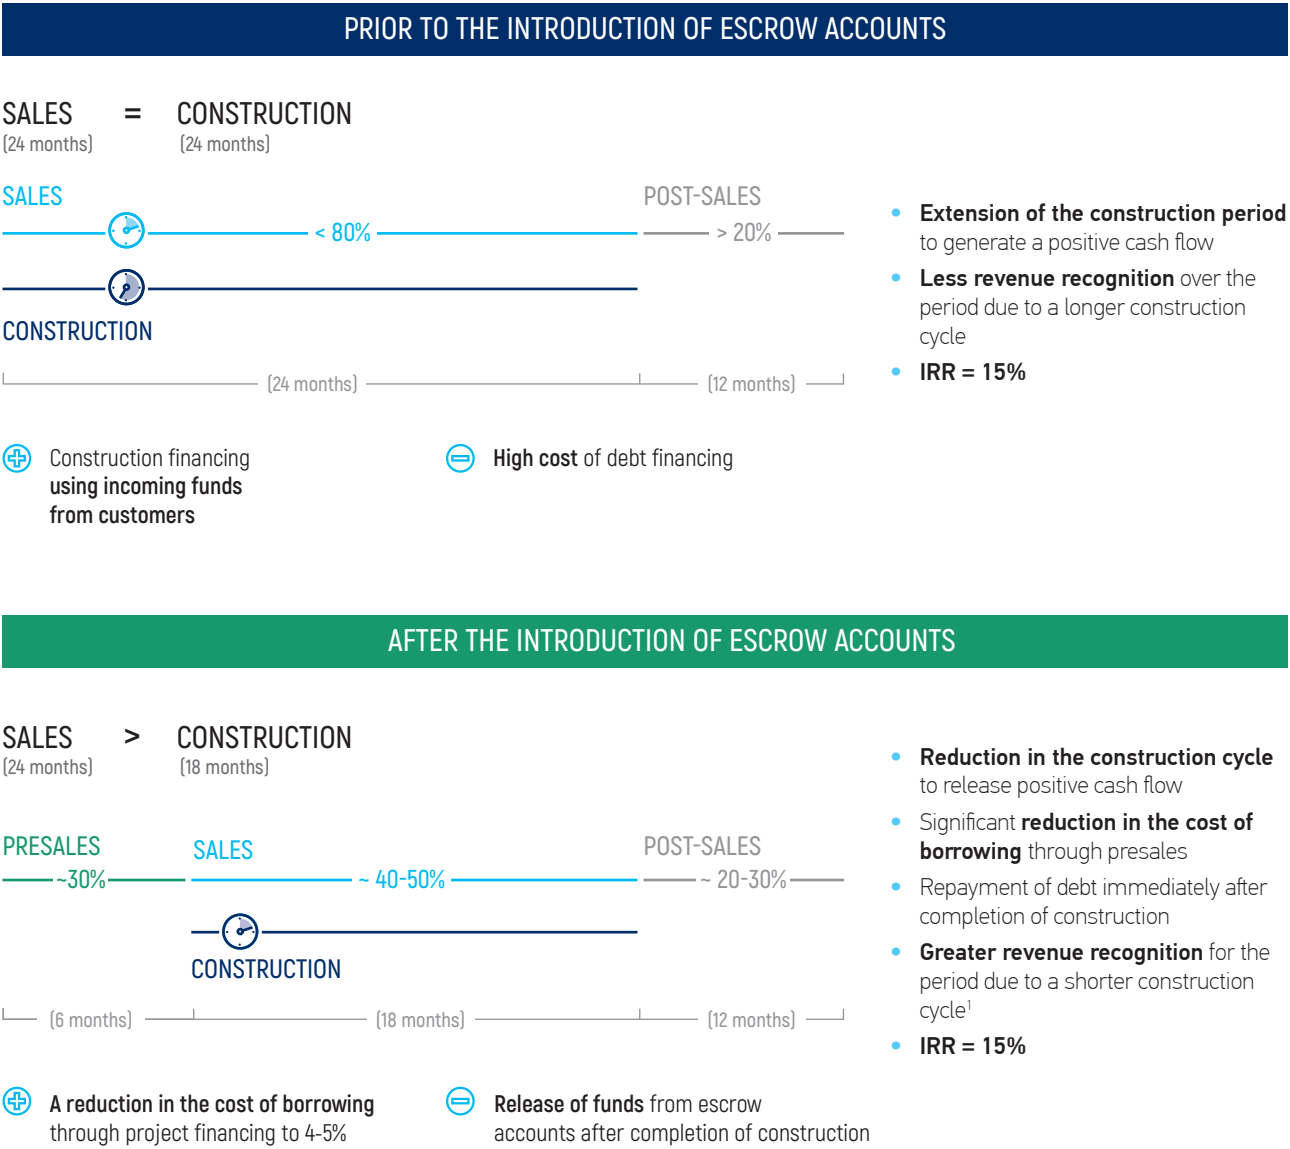 PRIOR TO THE INTRODUCTION OF ESCROW ACCOUNTS
SALES = CONSTRUCTION
(24 months) (24 months)
SALES POST-SALES
< 80% > 20%
CONSTRUCTION
(24 months) (12 months)
• Extension of the construction period
to generate a positive cash flow
• Less revenue recognition over the
period due to a longer construction
cycle
• IRR = 15%
Construction financing
using incoming funds
from customers
High cost of debt financing
AFTER THE INTRODUCTION OF ESCROW ACCOUNTS
SALES > CONSTRUCTION
(24 months) (18 months)
PRESALES SALES POST-SALES
~30% ~ 40-50% ~ 20-30%
CONSTRUCTION
(6 months) (18 months) (12 months)
• Reduction in the construction cycle
to release positive cash flow
• Significant reduction in the cost of
borrowing through presales
• Repayment of debt immediately after
completion of construction
• Greater revenue recognition for the
period due to a shorter construction
cycle¹
• IRR = 15%
A reduction in the cost of borrowing
through project financing to 4-5%
Release of funds from escrow
accounts after completion of construction